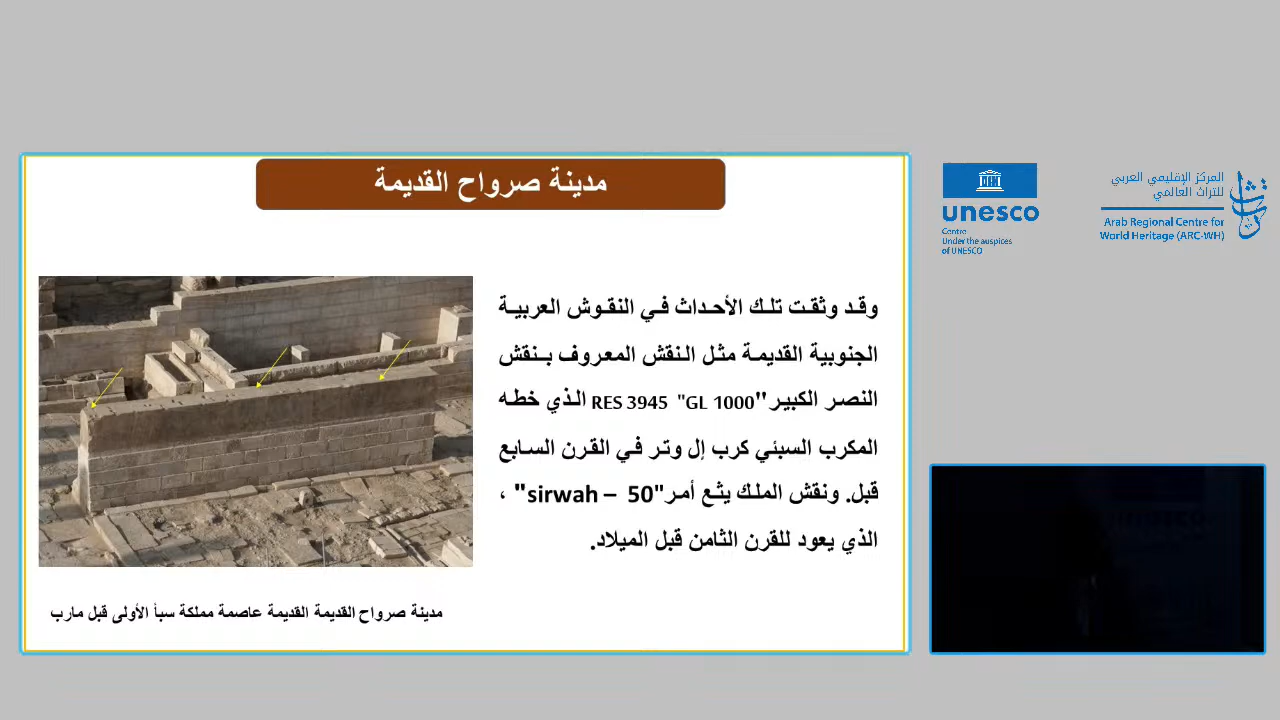 مدينة صرواح القديمة
وقد وثقت تلك الأحداث في النقوش العربية
الجنوبية القديمة مثل النقش المعروف بنقش
النصر الكبير "RES 3945 "GL 1000 الذي خطه
المكرب السبئي كرب إل وتر في القرن السابع
قبل. ونقش الملك يثع أمر"sirwah – 50" ،
الذي يعود للقرن الثامن قبل الميلاد.
مدينة صرواح القديمة القديمة عاصمة مملكة سبأ الأولى قبل مارب
unesco
Centre
Under the auspices
of UNESCO
المركز الإقليمي العربي
للتراث العالمي
Arab Regional Centre for
World Heritage (ARC-WH)